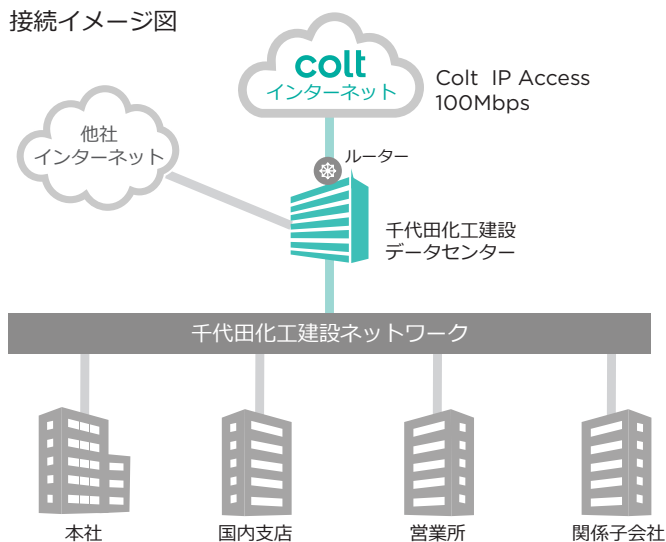 接続イメージ図
colt
インターネット
Colt IP Access
100Mbps
他社
インターネット
ルーター
千代田化工建設
データセンター
千代田化工建設ネットワーク
本社
国内支店
営業所
関係子会社